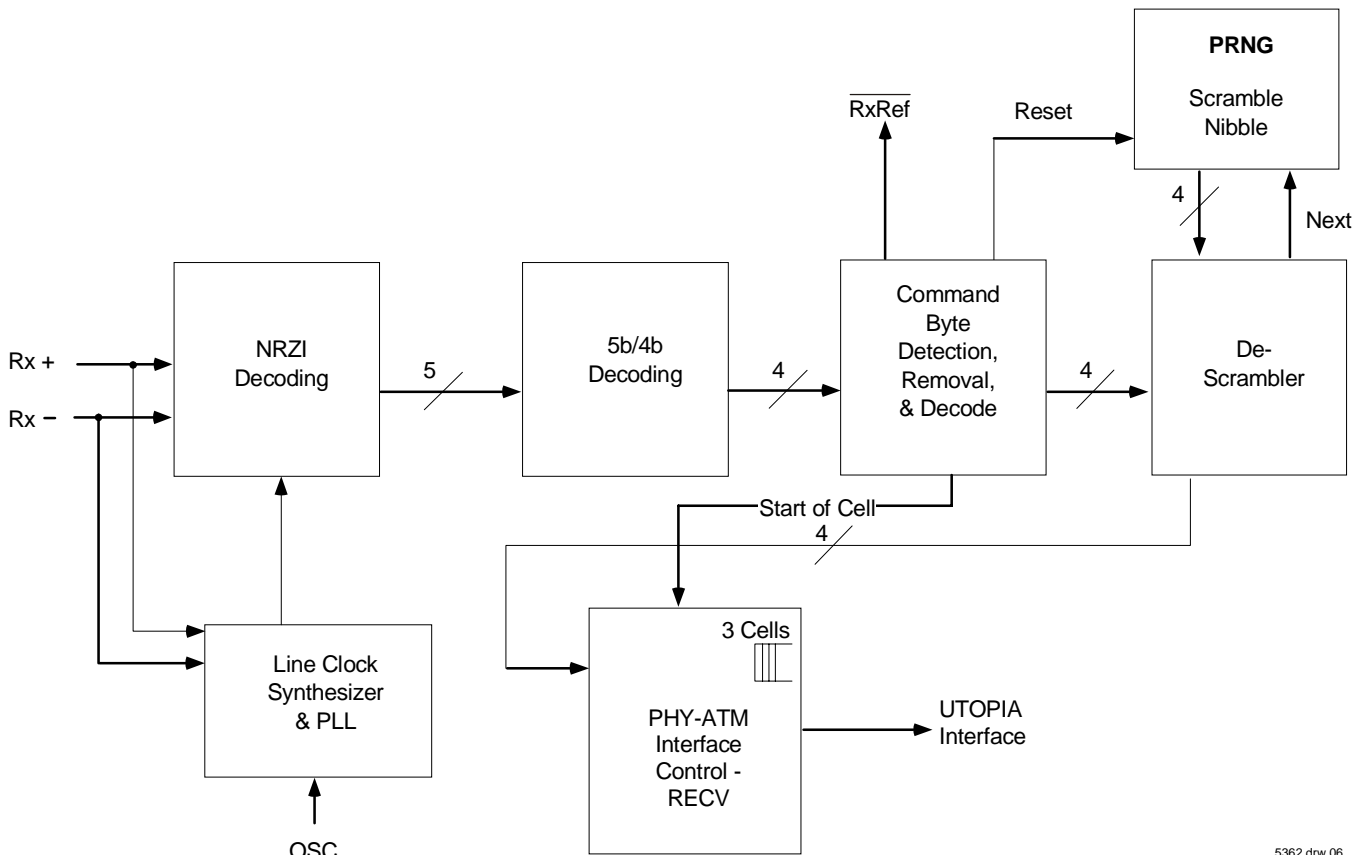 PRNG
Scramble
Nibble
RxRef
Reset
4
Next
Rx +
Rx −
NRZI
Decoding
5
5b/4b
Decoding
4
Command
Byte
Detection,
Removal,
& Decode
4
De-
Scrambler
Start of Cell
4
Line Clock
Synthesizer
& PLL
OSC
3 Cells
PHY-ATM
Interface
Control -
RECV
UTOPIA
Interface
5362 drw 06